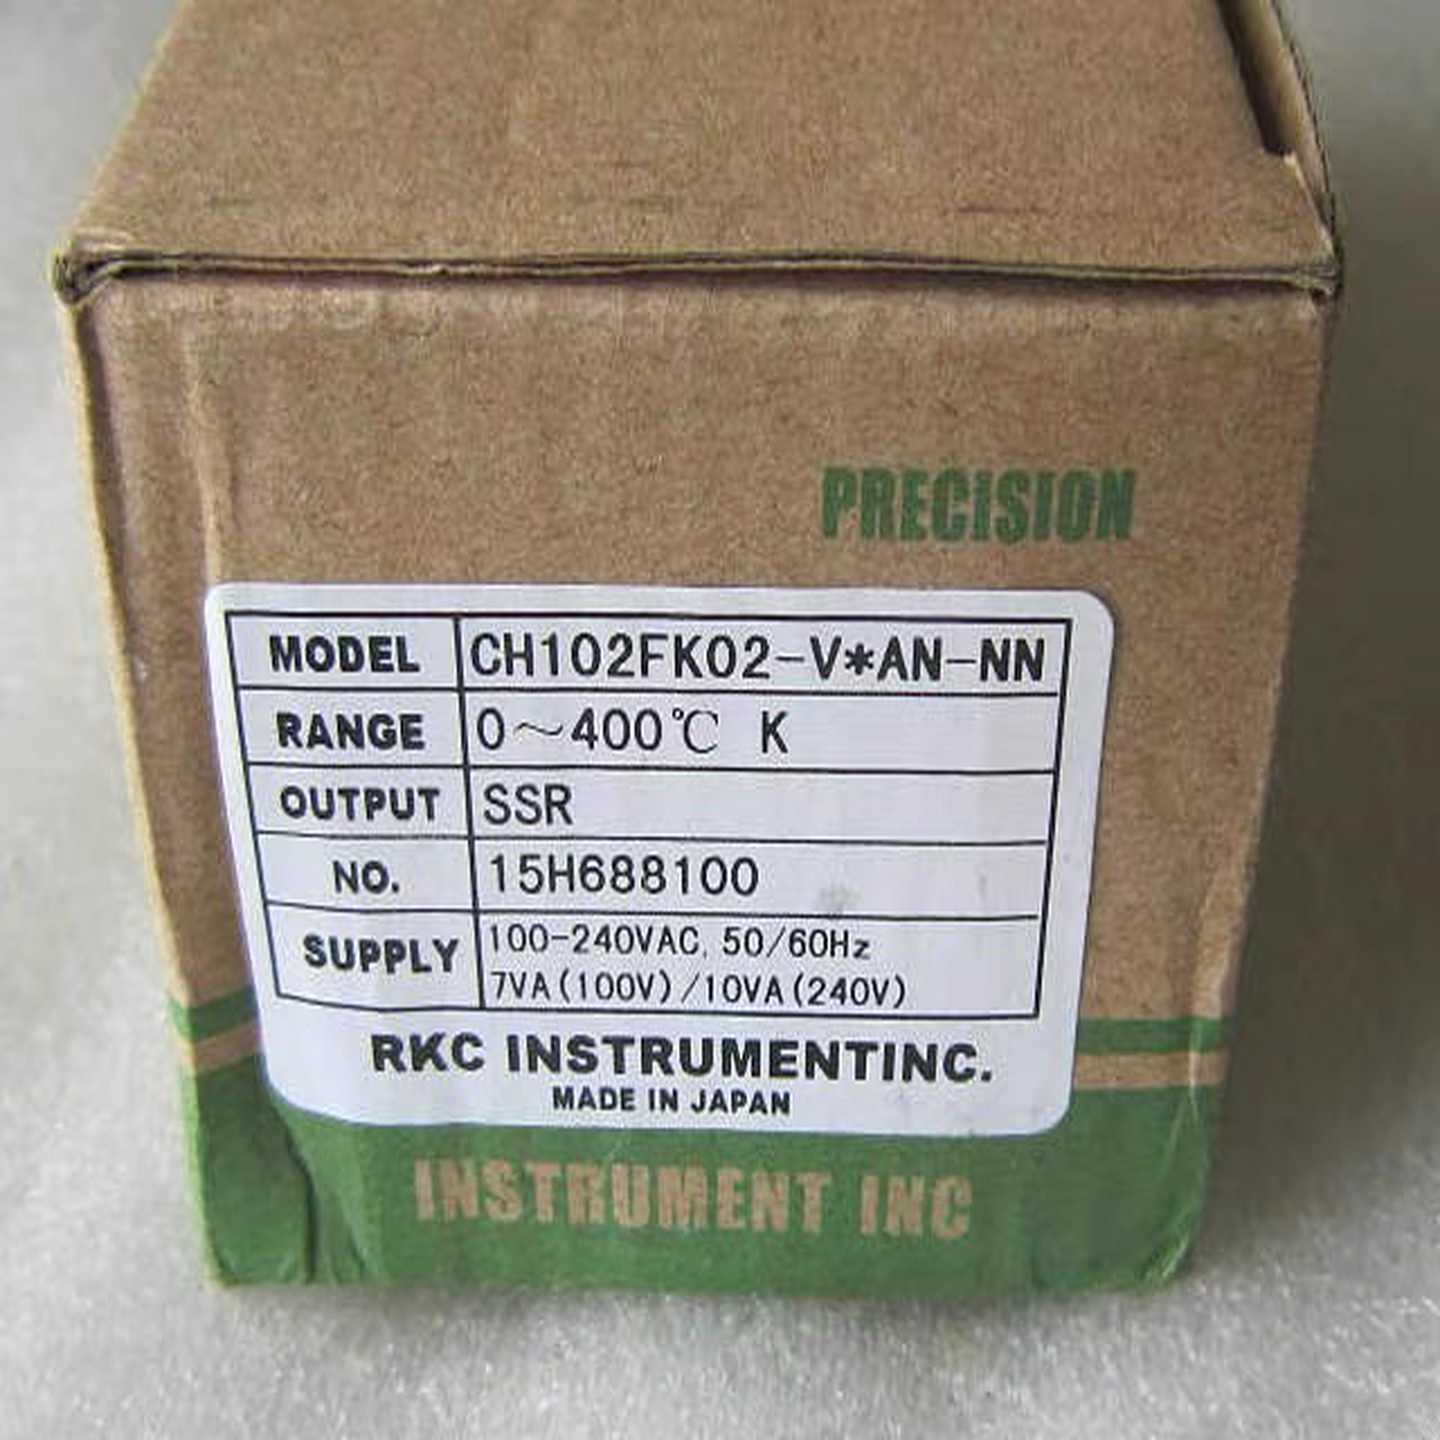 PRECISION
MODEL CH102FK02-V*AN-NN
RANGE 0～400℃ K
OUTPUT SSR
NO. 15H688100
SUPPLY 100-240VAC, 50/60Hz
7VA(100V)/10VA(240V)
RKC INSTRUMENTINC.
MADE IN JAPAN
INSTRUMENT INC